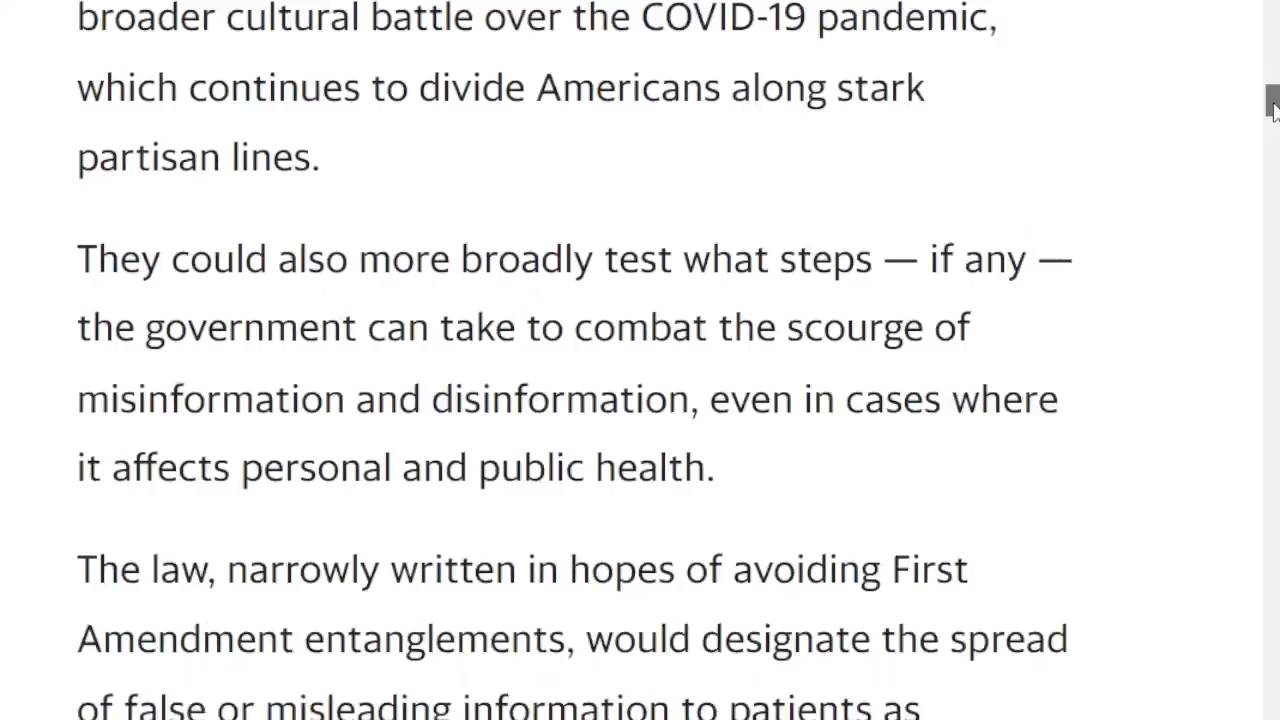 broader cultural battle over the COVID-19 pandemic,
which continues to divide Americans along stark
partisan lines.
They could also more broadly test what steps — if any —
the government can take to combat the scourge of
misinformation and disinformation, even in cases where
it affects personal and public health.
The law, narrowly written in hopes of avoiding First
Amendment entanglements, would designate the spread
of false or misleading information to patients as